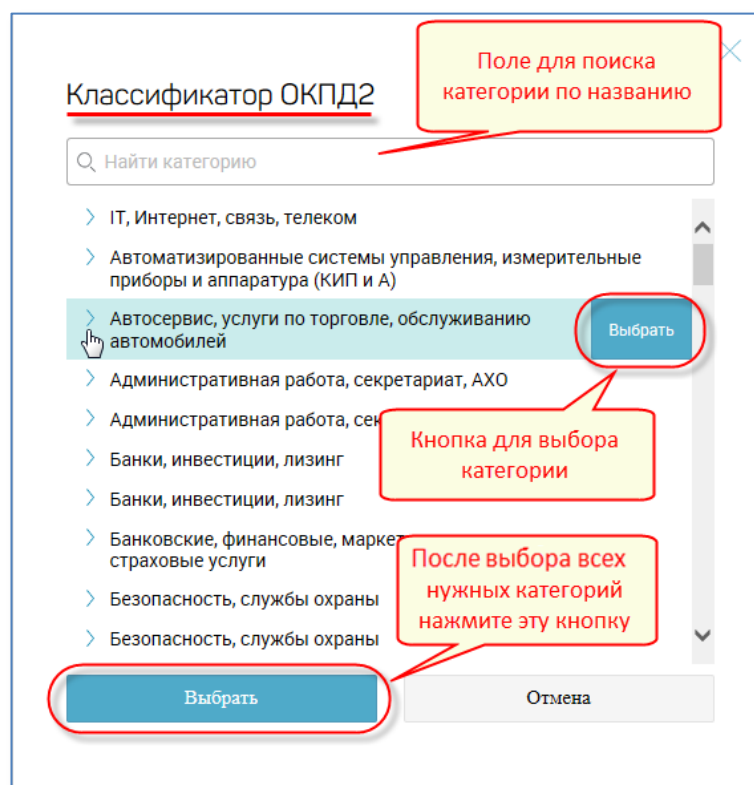 Поле для поиска
категории по названию
Классификатор ОКПД2
Найти категорию
IT, Интернет, связь, телеком
Автоматизированные системы управления, измерительные
приборы и аппаратура (КИП и А)
Автосервис, услуги по торговле, обслуживанию
автомобилей
Выбрать
Административная работа, секретариат, АХО
Административная работа,
Кнопка для выбора
категории
Банки, инвестиции, лизинг
Банки, инвестиции, лизинг
Банковские, финансовые,
страховые услуги
После выбора всех
нужных категорий
нажмите эту кнопку
Безопасность, службы охраны
Безопасность, службы охраны
Выбрать
Отмена